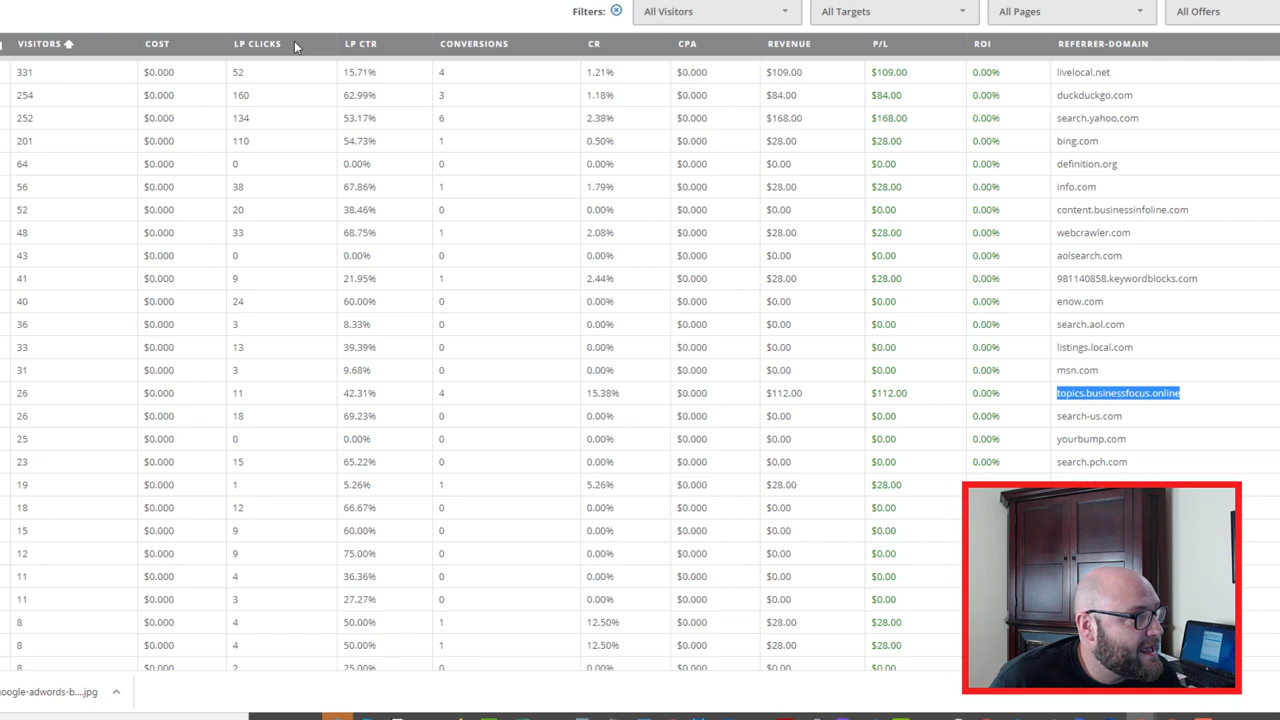 Filters: All Visitors All Targets All Pages All Offers
VISITORS COST LP CLICKS LP CTR CONVERSIONS CR CPA REVENUE P/L ROI REFERRER-DOMAIN
331 $0.000 52 15.71% 4 1.21% $0.000 $109.00 $109.00 0.00% livelocal.net
254 $0.000 160 62.99% 3 1.18% $0.000 $84.00 $84.00 0.00% duckduckgo.com
252 $0.000 134 53.17% 6 2.38% $0.000 $168.00 $168.00 0.00% search.yahoo.com
201 $0.000 110 54.73% 1 0.50% $0.000 $28.00 $28.00 0.00% bing.com
64 $0.000 0 0.00% 0 0.00% $0.000 $0.00 $0.00 0.00% definition.org
56 $0.000 38 67.86% 1 1.79% $0.000 $28.00 $28.00 0.00% info.com
52 $0.000 20 38.46% 0 0.00% $0.000 $0.00 $0.00 0.00% content.businessinfoline.com
48 $0.000 33 68.75% 1 2.08% $0.000 $28.00 $28.00 0.00% webcrawler.com
43 $0.000 0 0.00% 0 0.00% $0.000 $0.00 $0.00 0.00% aolsearch.com
41 $0.000 9 21.95% 1 2.44% $0.000 $28.00 $28.00 0.00% 981140858.keywordblocks.com
40 $0.000 24 60.00% 0 0.00% $0.000 $0.00 $0.00 0.00% enow.com
36 $0.000 3 8.33% 0 0.00% $0.000 $0.00 $0.00 0.00% search.aol.com
33 $0.000 13 39.39% 0 0.00% $0.000 $0.00 $0.00 0.00% listings.local.com
31 $0.000 3 9.68% 0 0.00% $0.000 $0.00 $0.00 0.00% msn.com
26 $0.000 11 42.31% 4 15.38% $0.000 $112.00 $112.00 0.00% topics.businessfocus.online
26 $0.000 18 69.23% 0 0.00% $0.000 $0.00 $0.00 0.00% search-us.com
25 $0.000 0 0.00% 0 0.00% $0.000 $0.00 $0.00 0.00% yourbump.com
23 $0.000 15 65.22% 0 0.00% $0.000 $0.00 $0.00 0.00% search.pch.com
19 $0.000 1 5.26% 1 5.26% $0.000 $28.00 $28.00
18 $0.000 12 66.67% 0 0.00% $0.000 $0.00 $0.00
15 $0.000 9 60.00% 0 0.00% $0.000 $0.00 $0.00
12 $0.000 9 75.00% 0 0.00% $0.000 $0.00 $0.00
11 $0.000 4 36.36% 0 0.00% $0.000 $0.00 $0.00
11 $0.000 3 27.27% 0 0.00% $0.000 $0.00 $0.00
8 $0.000 4 50.00% 1 12.50% $0.000 $28.00 $28.00
8 $0.000 4 50.00% 1 12.50% $0.000 $28.00 $28.00
8 $0.000 2 25.00% 0 0.00% $0.000 $0.00 $0.00
oogle-adwords-b....jpg